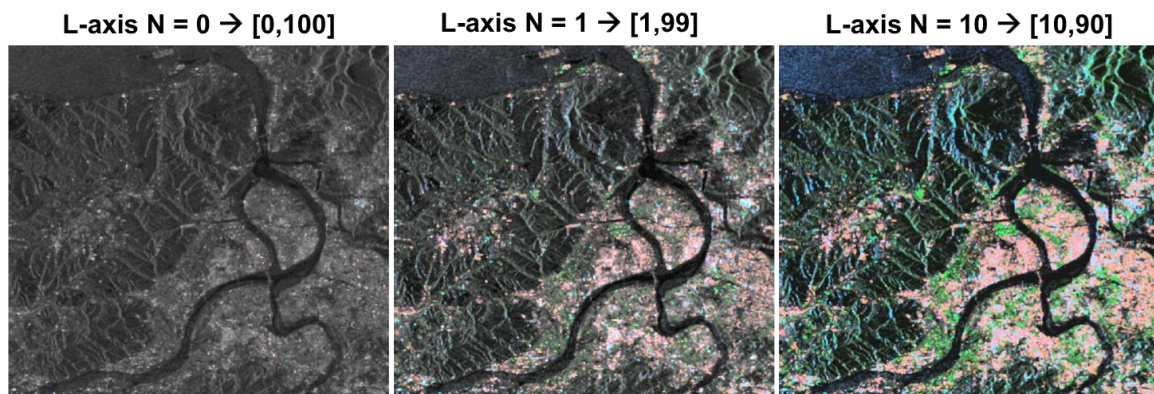 L-axis N = 0 → [0,100]
L-axis N = 1 → [1,99]
L-axis N = 10 → [10,90]